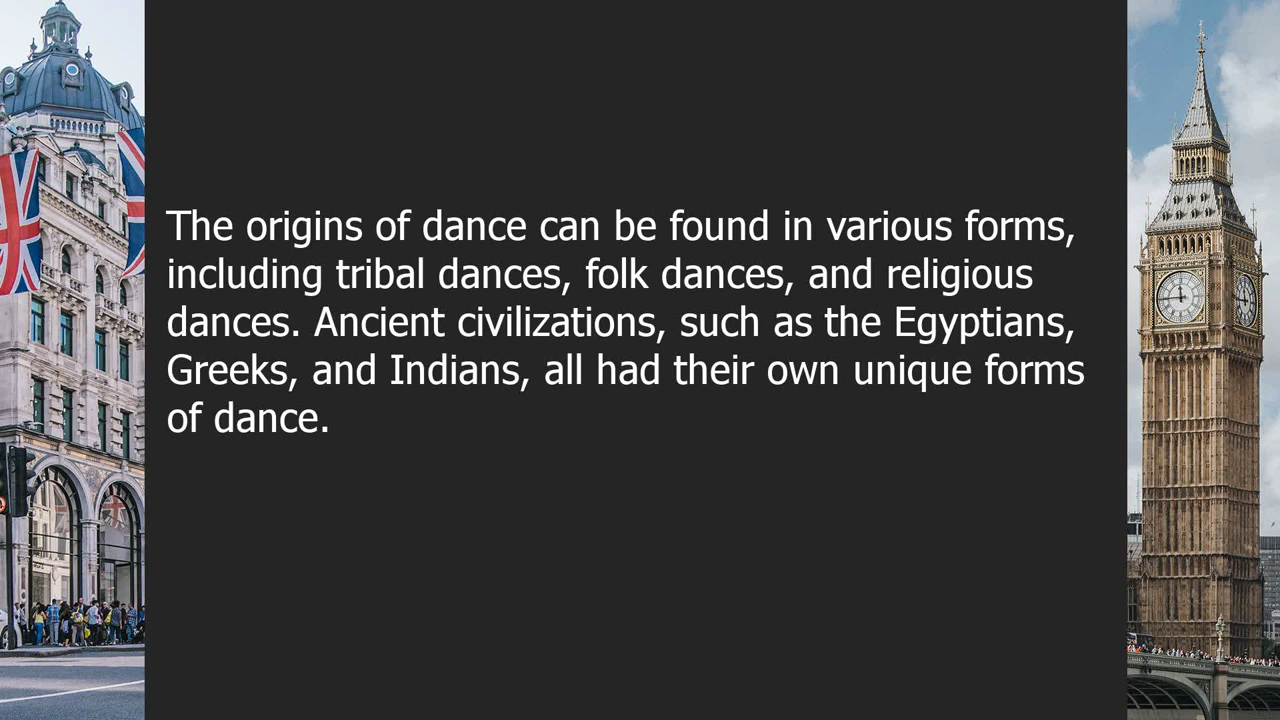 The origins of dance can be found in various forms,
including tribal dances, folk dances, and religious
dances. Ancient civilizations, such as the Egyptians,
Greeks, and Indians, all had their own unique forms
of dance.